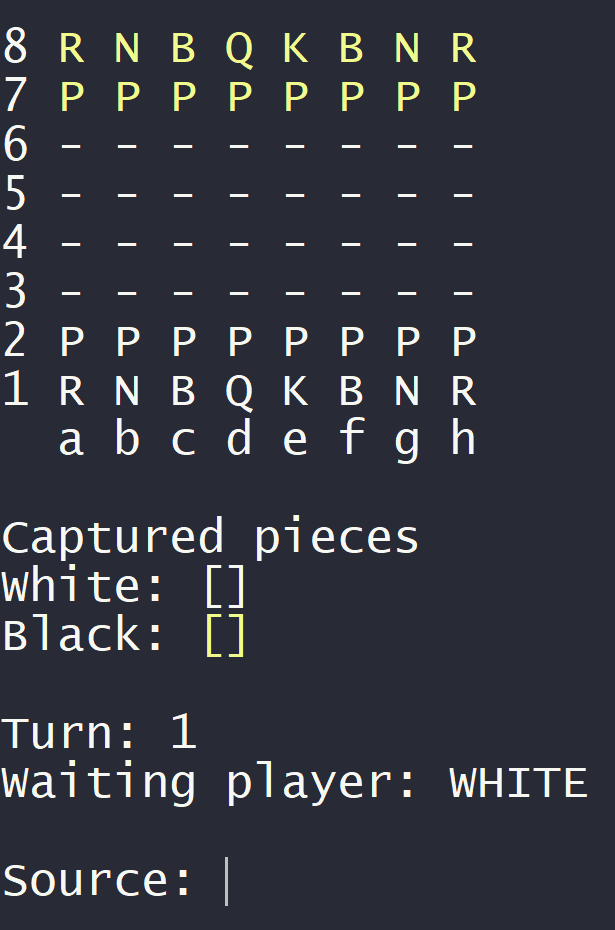 8 R N B Q K B N R
7 P P P P P P P P
6 - - - - - - - -
5 - - - - - - - -
4 - - - - - - - -
3 - - - - - - - -
2 P P P P P P P P
1 R N B Q K B N R
  a b c d e f g h
Captured pieces
White: []
Black: []
Turn: 1
Waiting player: WHITE
Source: